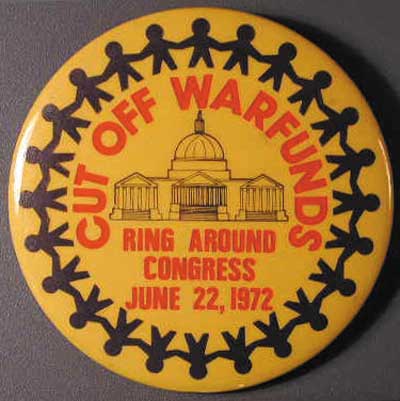 CUT OFF WARFUNDS
RING AROUND
CONGRESS
JUNE 22, 1972